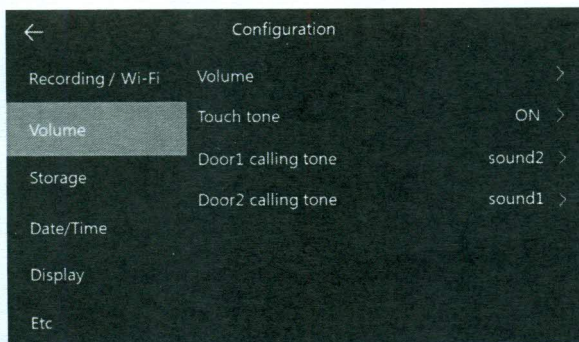 Configuration
Recording / Wi-Fi
Volume
Storage
Date/Time
Display
Etc
Volume
Touch tone ON
Door1 calling tone sound2
Door2 calling tone sound1